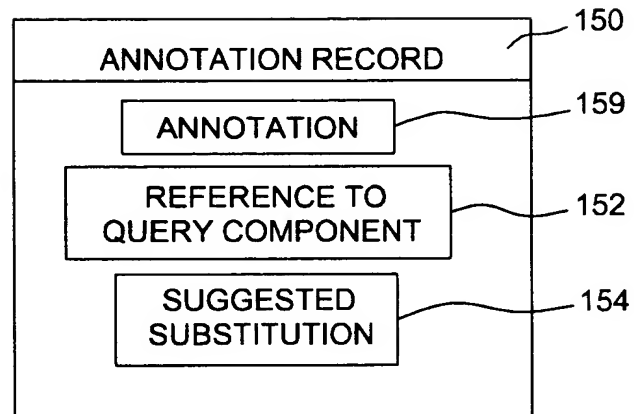 150
ANNOTATION RECORD
159
ANNOTATION
REFERENCE TO
QUERY COMPONENT
152
SUGGESTED
SUBSTITUTION
154